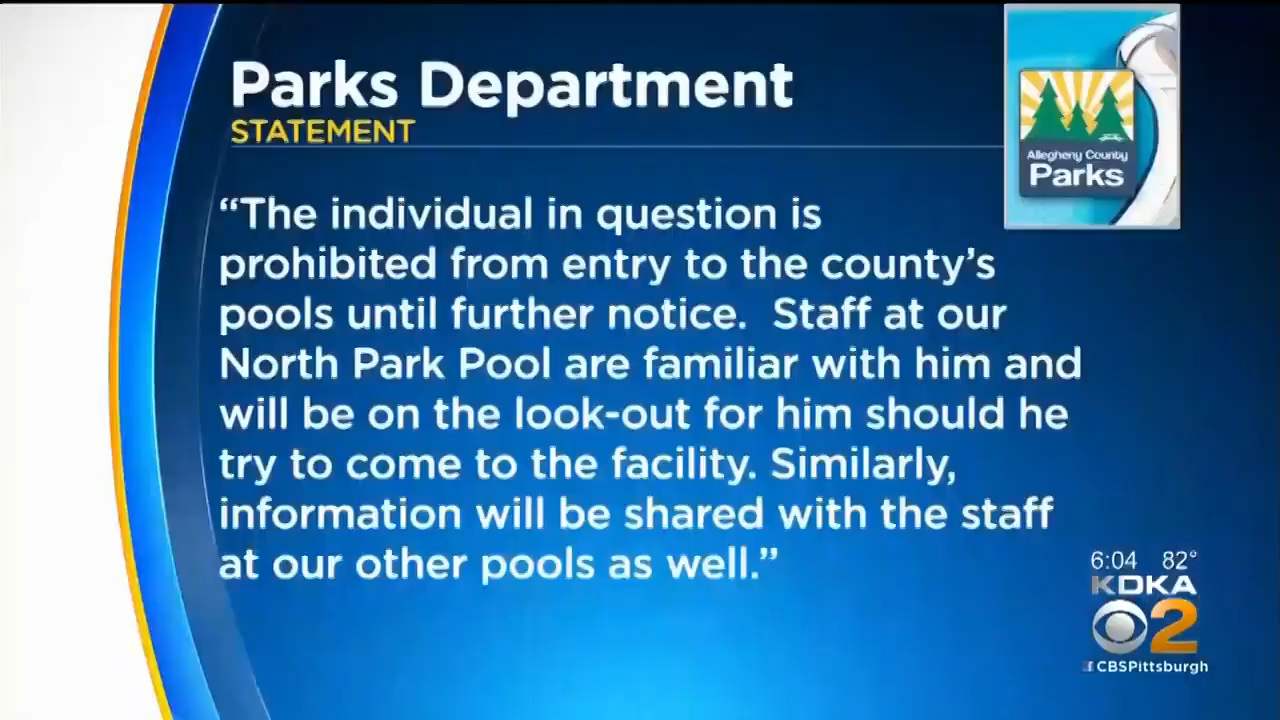 Parks Department
STATEMENT
Allegheny County
Parks
“The individual in question is
prohibited from entry to the county’s
pools until further notice.  Staff at our
North Park Pool are familiar with him and
will be on the look-out for him should he
try to come to the facility. Similarly,
information will be shared with the staff
at our other pools as well.”
6:04 82°
KDKA
2
f CBSPittsburgh